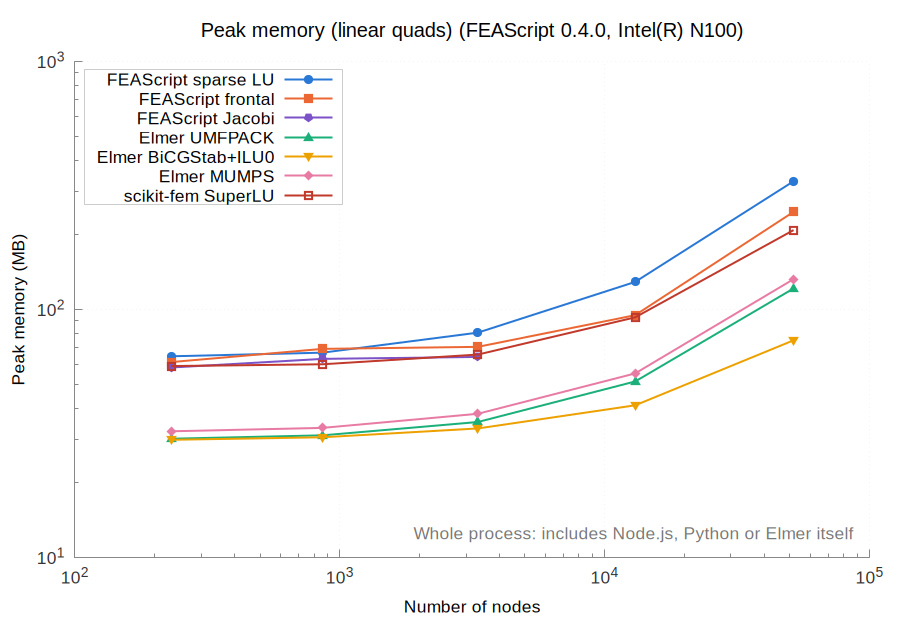 Peak memory (linear quads) (FEAScript 0.4.0, Intel(R) N100)
10³
FEAScript sparse LU
FEAScript frontal
FEAScript Jacobi
Elmer UMFPACK
Elmer BiCGStab+ILU0
Elmer MUMPS
scikit-fem SuperLU
Peak memory (MB)
10²
Whole process: includes Node.js, Python or Elmer itself
10¹
10² 10³ 10⁴ 10⁵
Number of nodes